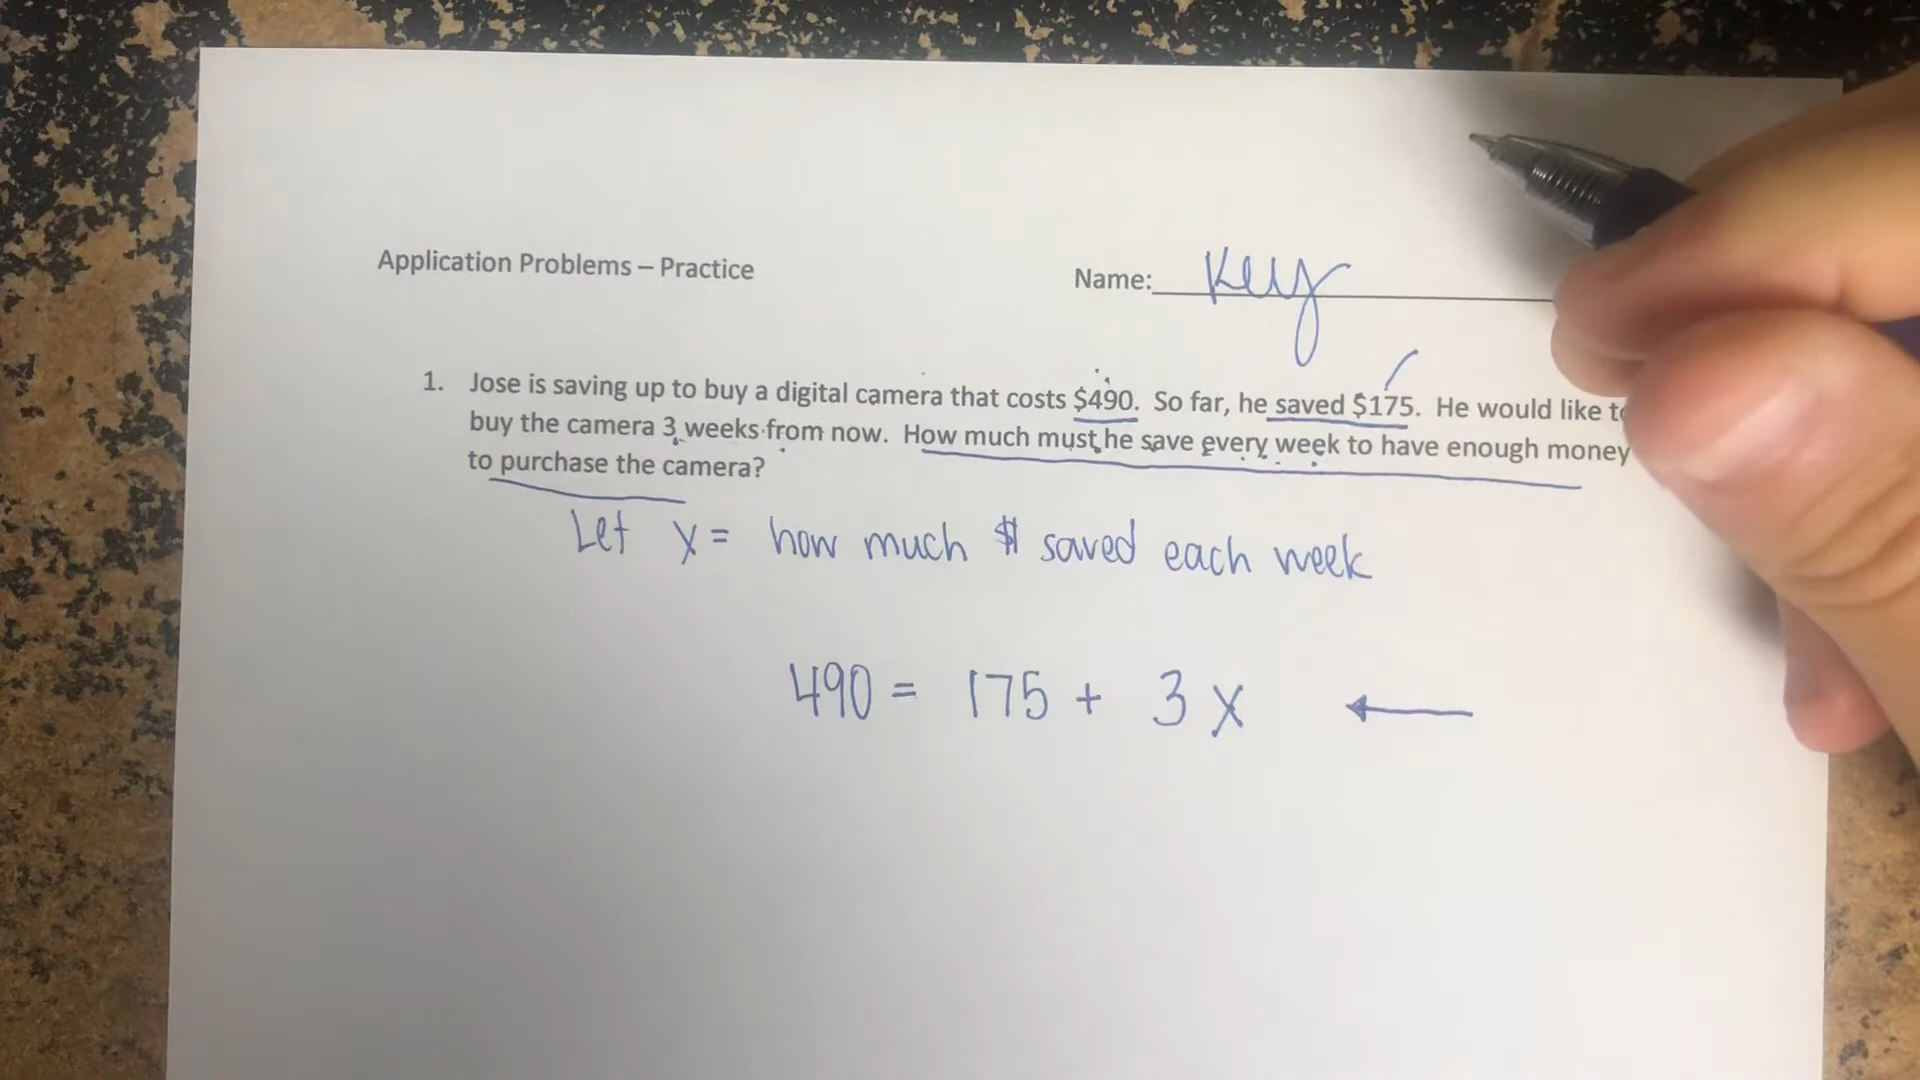 Application Problems – Practice
Name: Key
1. Jose is saving up to buy a digital camera that costs $490. So far, he saved $175. He would like
buy the camera 3 weeks from now. How much must he save every week to have enough money
to purchase the camera?
Let x = how much $ saved each week
490 = 175 + 3x